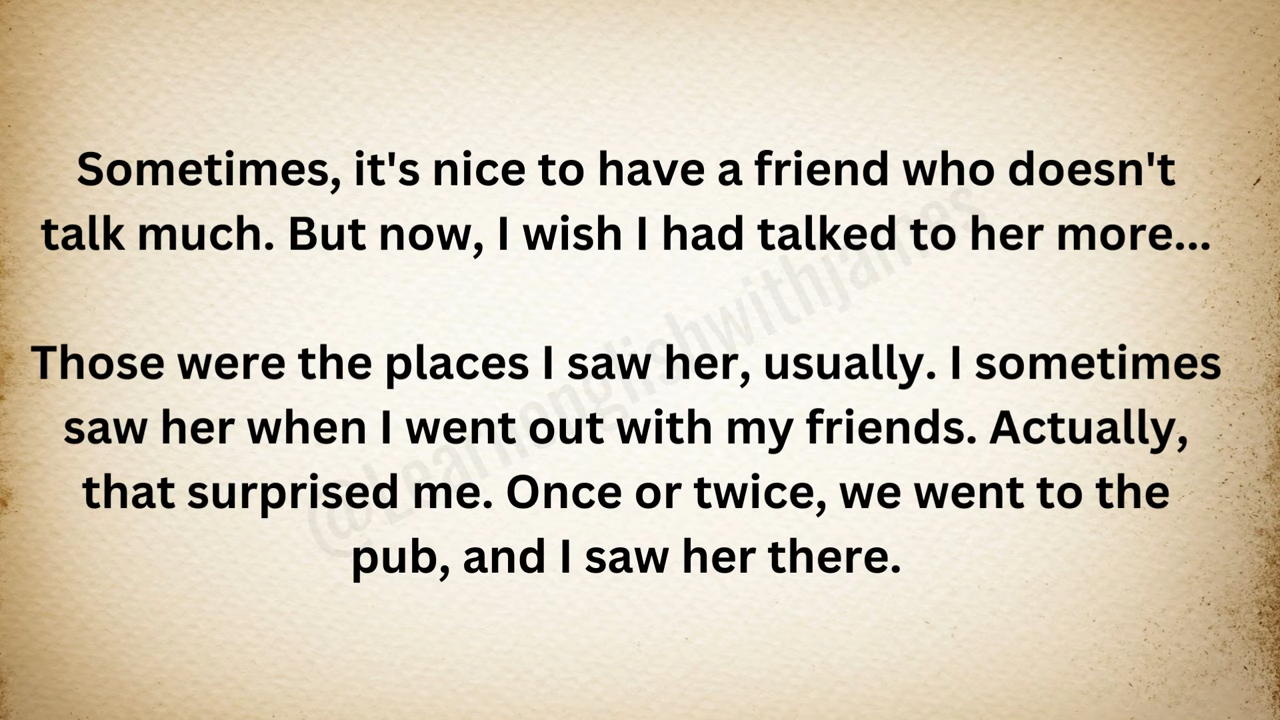 Sometimes, it's nice to have a friend who doesn't
talk much. But now, I wish I had talked to her more...
Those were the places I saw her, usually. I sometimes
saw her when I went out with my friends. Actually,
that surprised me. Once or twice, we went to the
pub, and I saw her there.
@Learnenglishwithjames